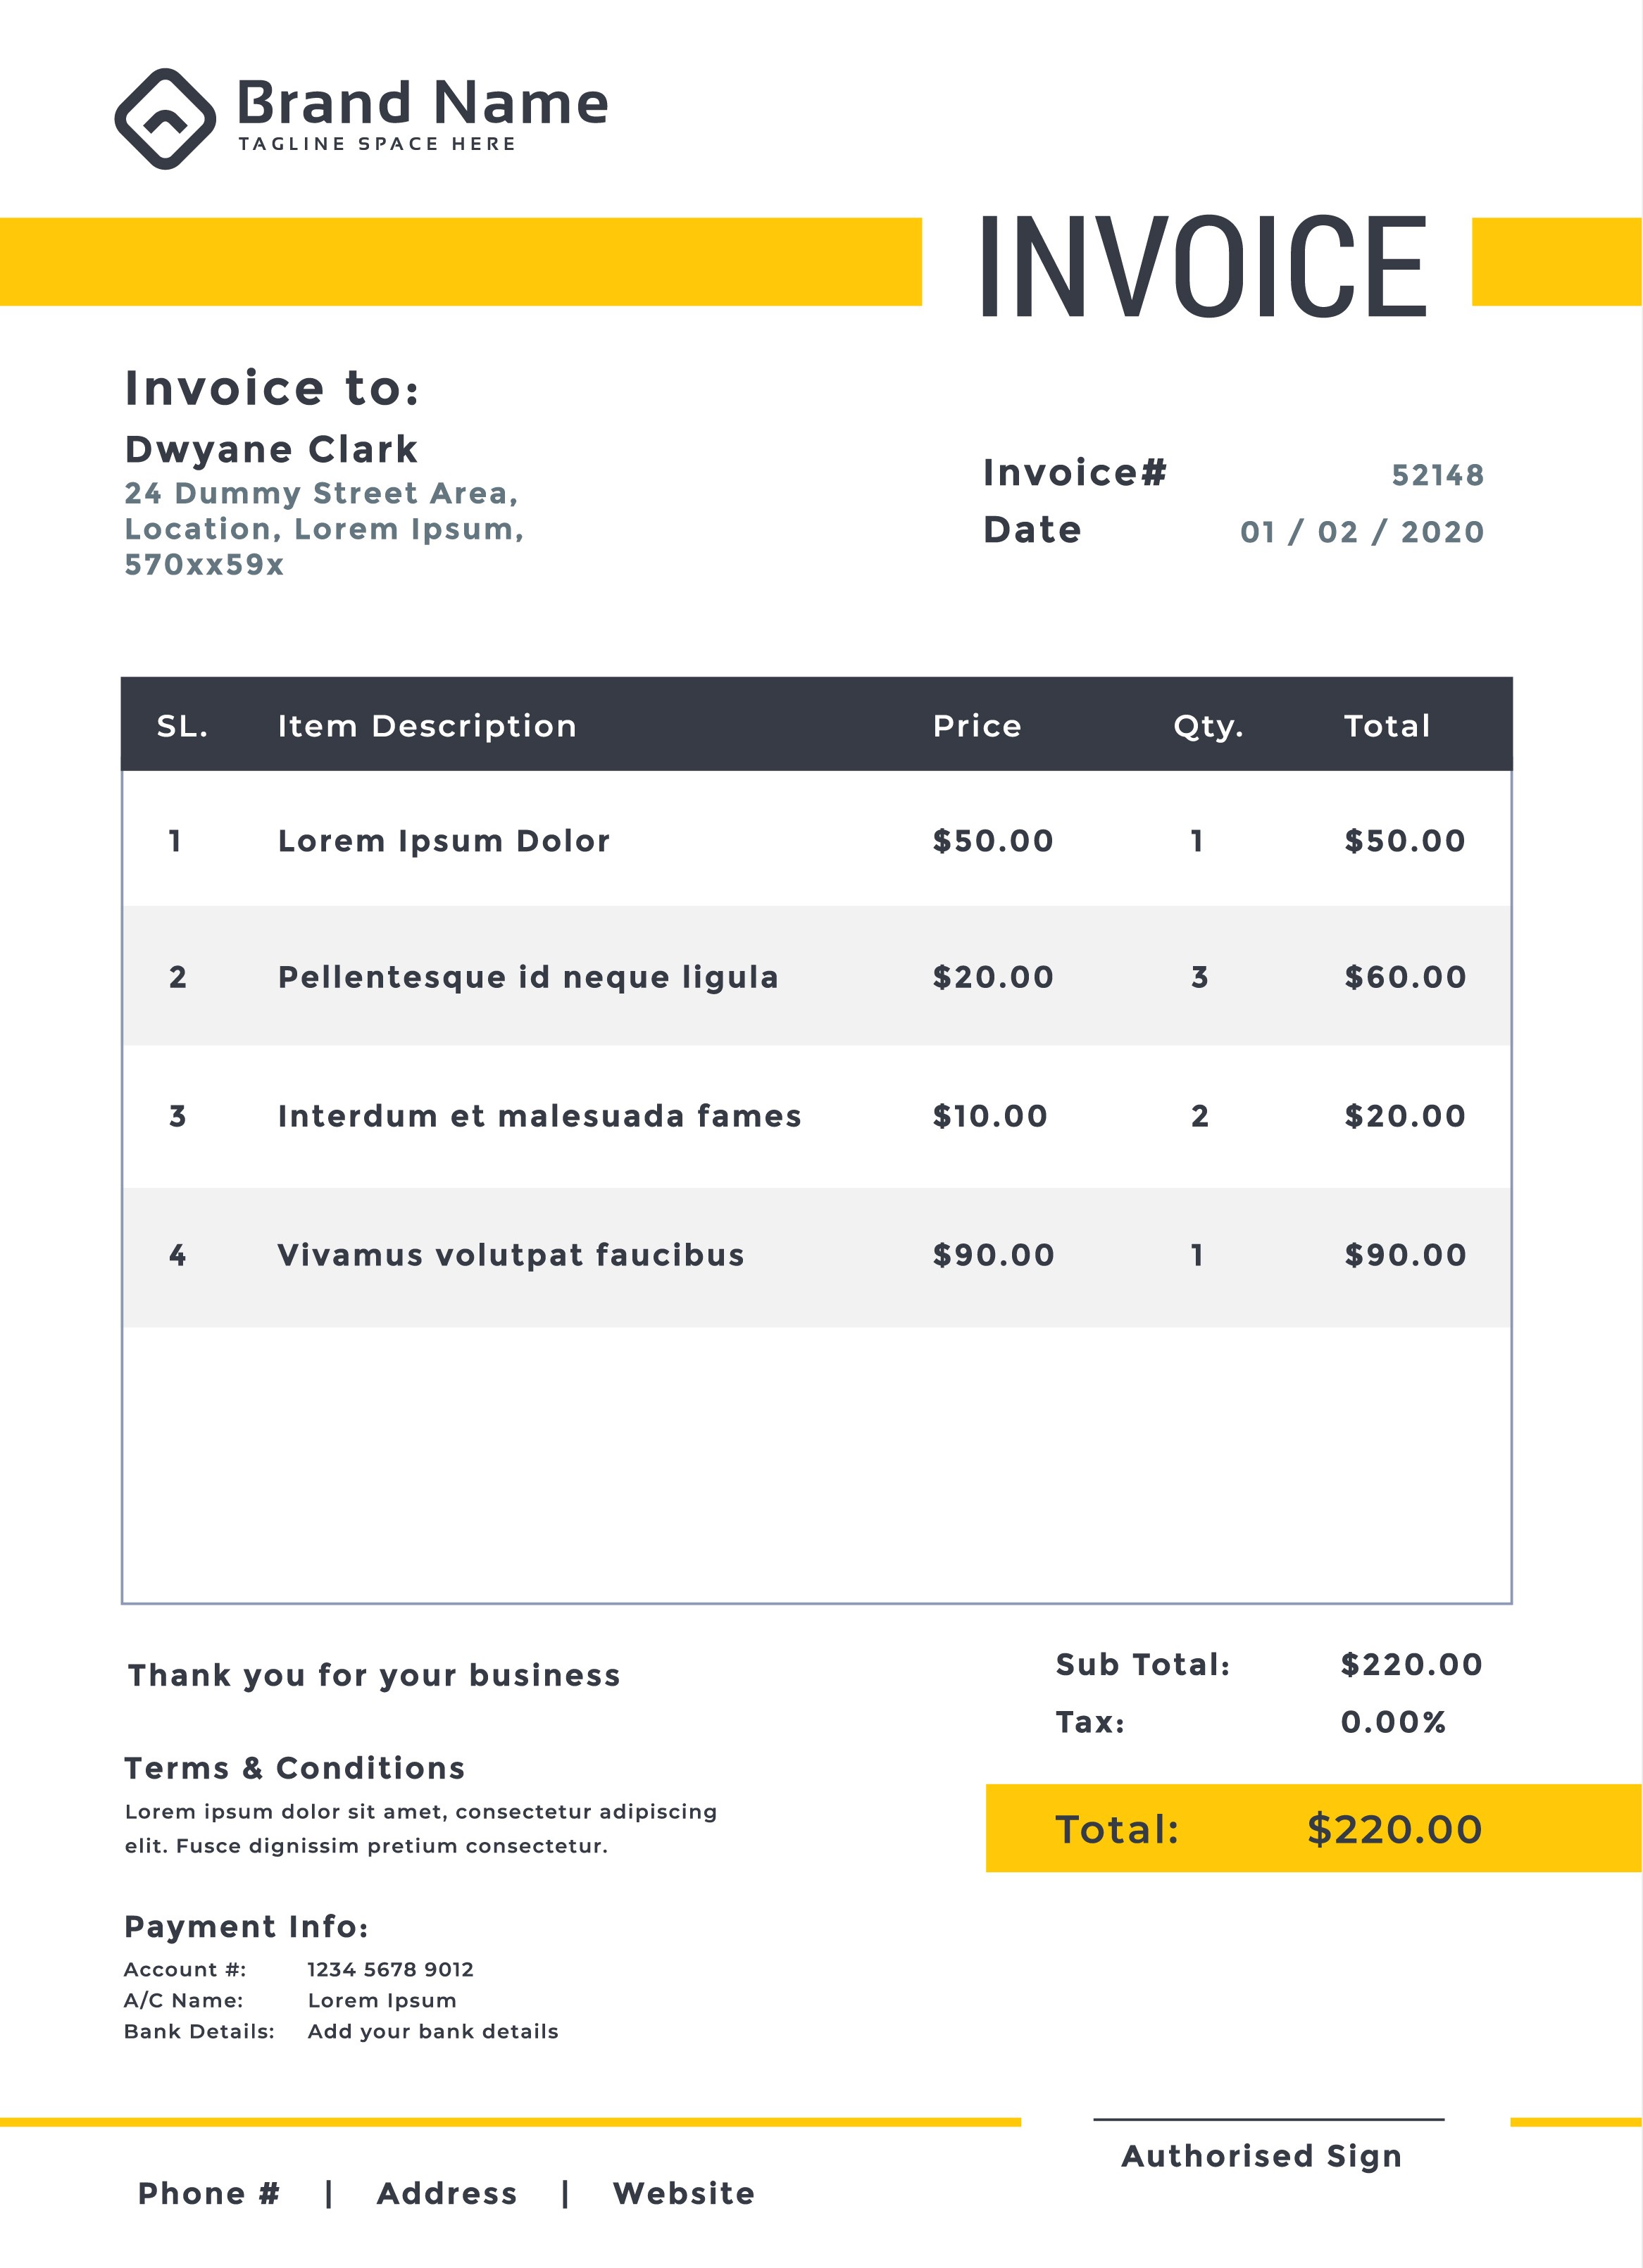 Brand Name
TAGLINE SPACE HERE
INVOICE
Invoice to:
Dwyane Clark
24 Dummy Street Area,
Location, Lorem Ipsum,
570xx59x
Invoice# 52148
Date 01 / 02 / 2020
SL. Item Description Price Qty. Total
1 Lorem Ipsum Dolor $50.00 1 $50.00
2 Pellentesque id neque ligula $20.00 3 $60.00
3 Interdum et malesuada fames $10.00 2 $20.00
4 Vivamus volutpat faucibus $90.00 1 $90.00
Thank you for your business
Sub Total: $220.00
Tax: 0.00%
Total: $220.00
Terms & Conditions
Lorem ipsum dolor sit amet, consectetur adipiscing
elit. Fusce dignissim pretium consectetur.
Payment Info:
Account #: 1234 5678 9012
A/C Name: Lorem Ipsum
Bank Details: Add your bank details
Authorised Sign
Phone # | Address | Website